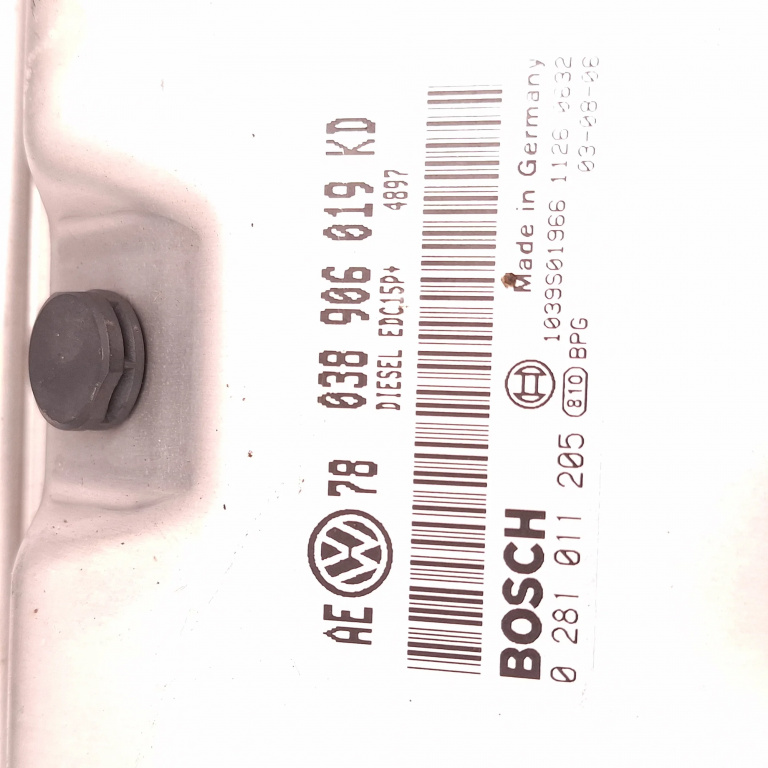 AE 78 038 906 019 KD
DIESEL EDC15P+ 4897
BOSCH Made in Germany
0 281 011 205 1039S01966 1126 0632
810 BPG 03-08-06